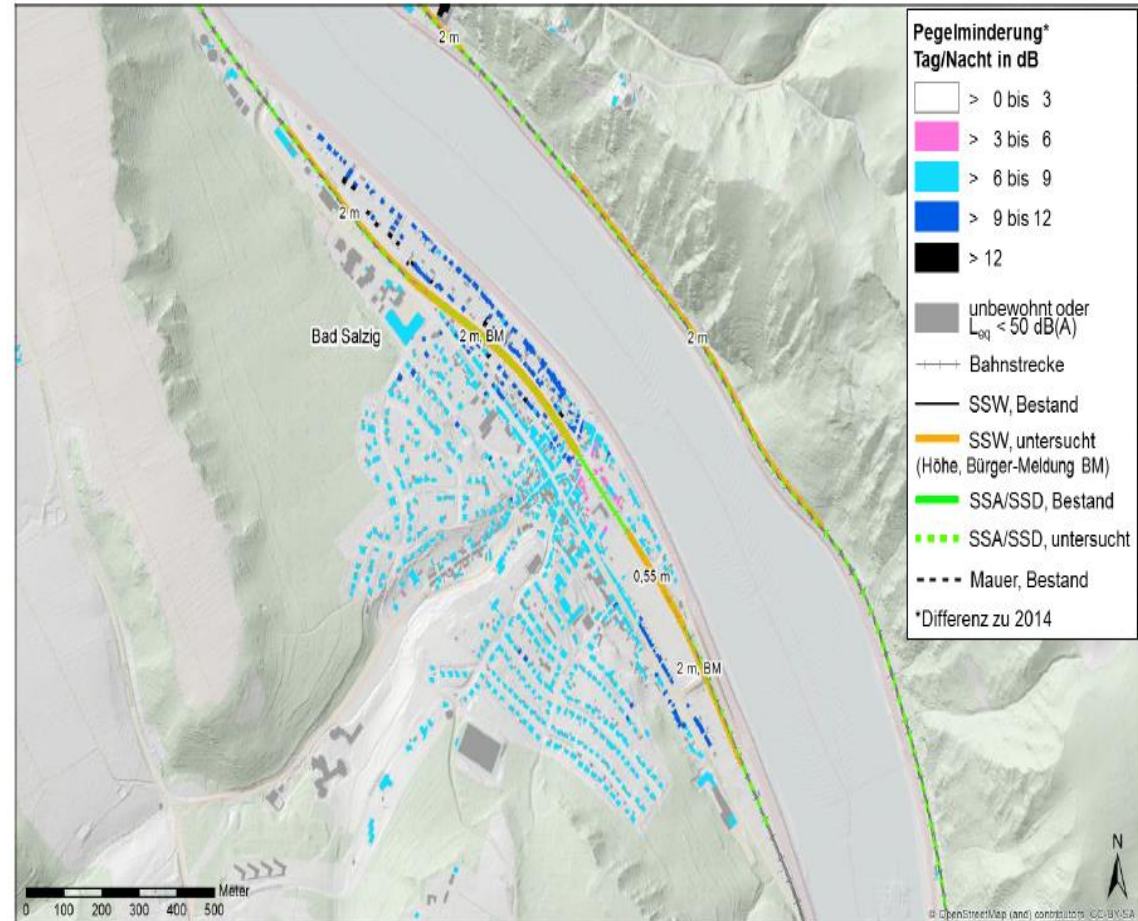 Pegelminderung*
Tag/Nacht in dB
> 0 bis 3
> 3 bis 6
> 6 bis 9
> 9 bis 12
> 12
unbewohnt oder
Leq < 50 dB(A)
Bahnstrecke
SSW, Bestand
SSW, untersucht
(Höhe, Bürger-Meldung BM)
SSA/SSD, Bestand
SSA/SSD, untersucht
Mauer, Bestand
*Differenz zu 2014
2 m
2 m
2 m, BM
Bad Salzig
2 m
0,55 m
2 m, BM
Meter
0 100 200 300 400 500
N
© OpenStreetMap (and) contributors, CC-BY-SA